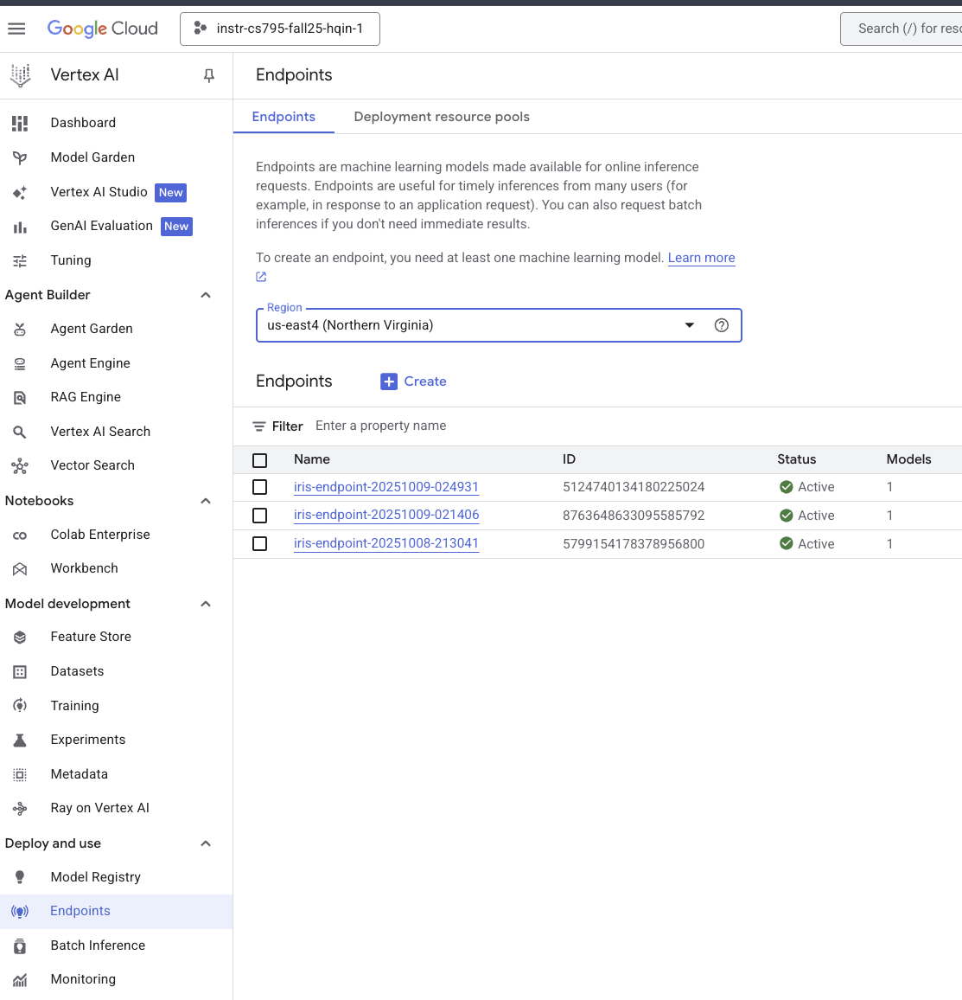 Google Cloud
instr-cs795-fall25-hqin-1
Search (/) for reso
Vertex AI
Dashboard
Model Garden
Vertex AI Studio New
GenAI Evaluation New
Tuning
Agent Builder
Agent Garden
Agent Engine
RAG Engine
Vertex AI Search
Vector Search
Notebooks
Colab Enterprise
Workbench
Model development
Feature Store
Datasets
Training
Experiments
Metadata
Ray on Vertex AI
Deploy and use
Model Registry
Endpoints
Batch Inference
Monitoring
Endpoints
Endpoints Deployment resource pools
Endpoints are machine learning models made available for online inference
requests. Endpoints are useful for timely inferences from many users (for
example, in response to an application request). You can also request batch
inferences if you don't need immediate results.
To create an endpoint, you need at least one machine learning model. Learn more
Region
us-east4 (Northern Virginia)
Endpoints Create
Filter Enter a property name
Name ID Status Models
iris-endpoint-20251009-024931 5124740134180225024 Active 1
iris-endpoint-20251009-021406 8763648633095585792 Active 1
iris-endpoint-20251008-213041 5799154178378956800 Active 1